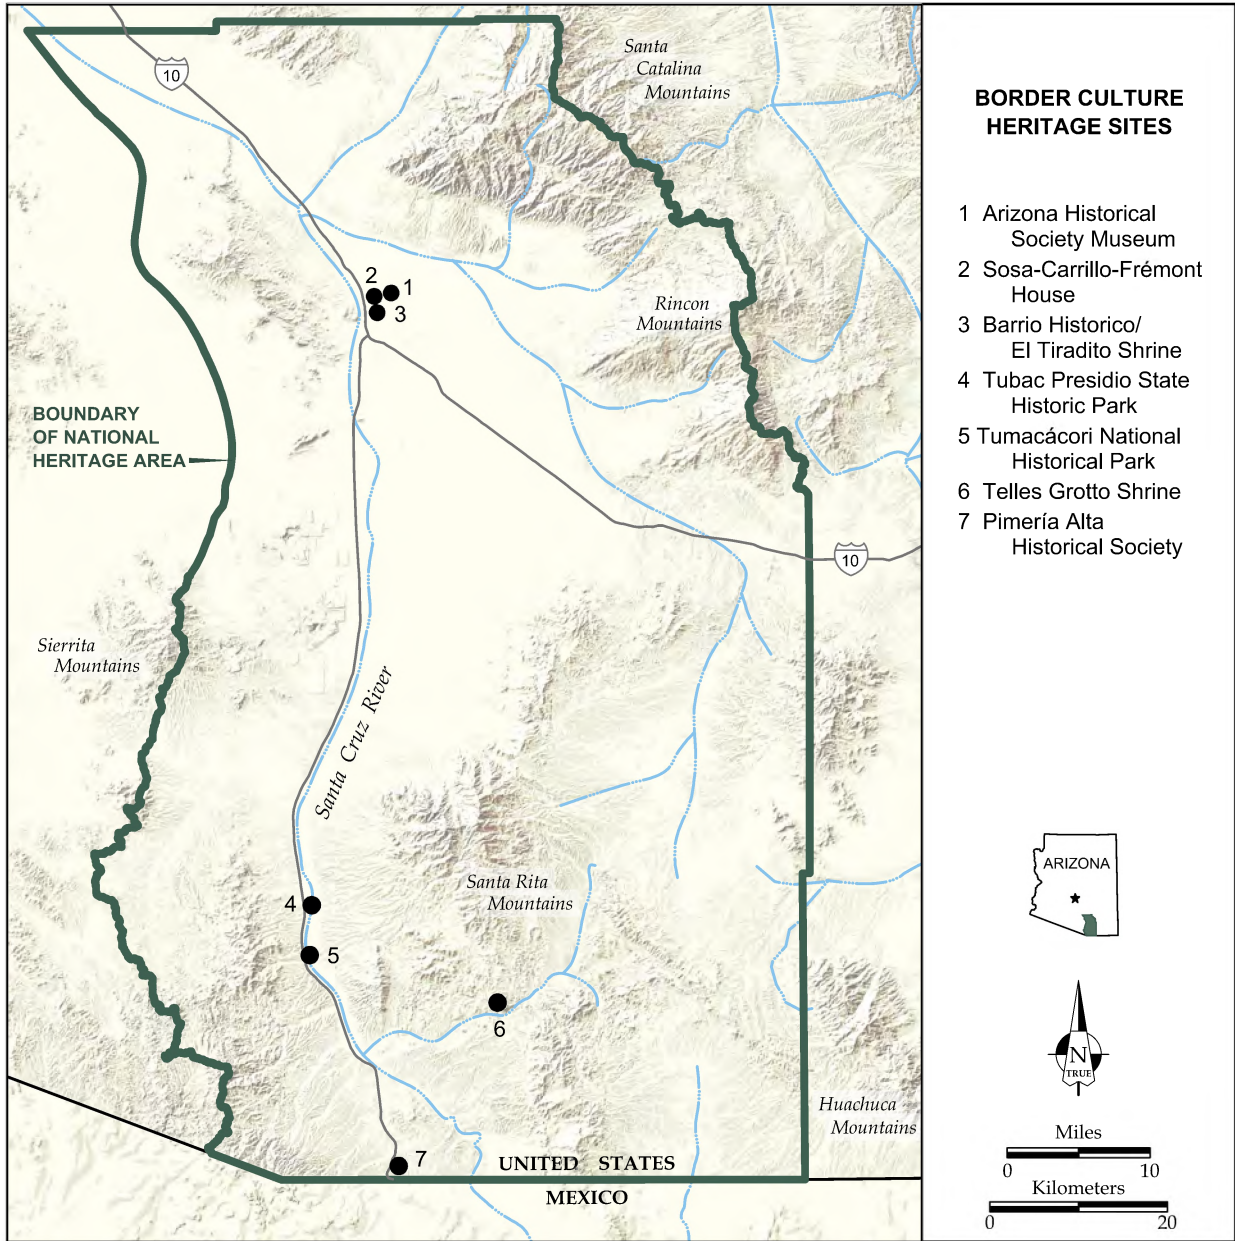 Santa
Catalina
Mountains
10
2
1
3
Rincon
Mountains
BOUNDARY
OF NATIONAL
HERITAGE AREA
10
Sierrita
Mountains
Santa Cruz River
Santa Rita
Mountains
4
5
6
Huachuca
Mountains
7
UNITED STATES
MEXICO
BORDER CULTURE
HERITAGE SITES
1 Arizona Historical
Society Museum
2 Sosa-Carrillo-Frémont
House
3 Barrio Historico/
El Tiradito Shrine
4 Tubac Presidio State
Historic Park
5 Tumacácori National
Historical Park
6 Telles Grotto Shrine
7 Pimería Alta
Historical Society
ARIZONA
N
TRUE
Miles
0 10
Kilometers
0 20